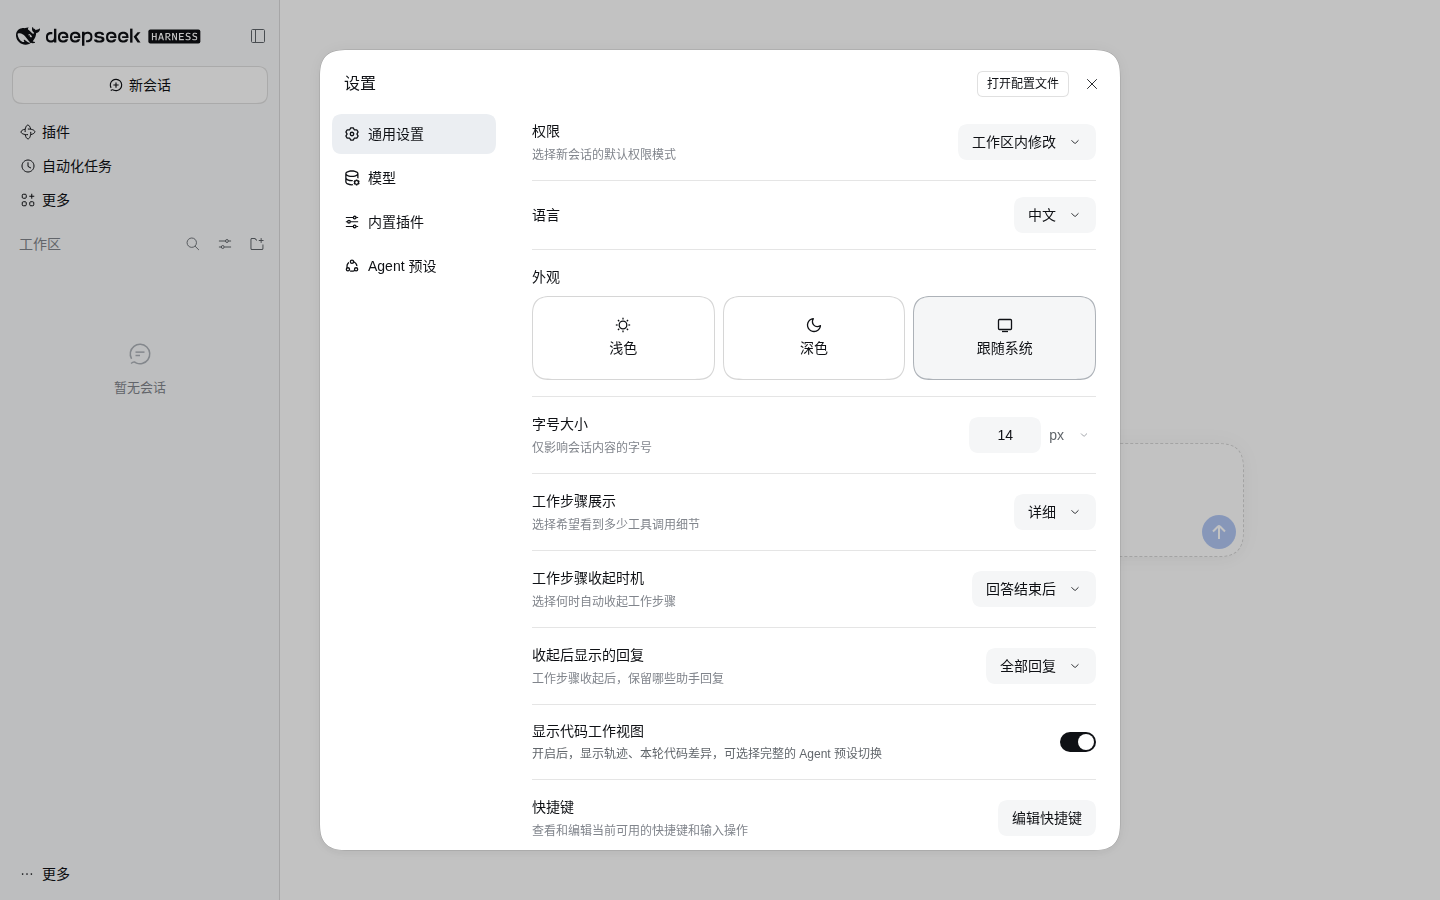 deepseek HARNESS
新会话
插件
自动化任务
更多
工作区
暂无会话
更多
设置
打开配置文件
通用设置
模型
内置插件
Agent 预设
权限
选择新会话的默认权限模式
工作区内修改
语言
中文
外观
浅色
深色
跟随系统
字号大小
仅影响会话内容的字号
14 px
工作步骤展示
选择希望看到多少工具调用细节
详细
工作步骤收起时机
选择何时自动收起工作步骤
回答结束后
收起后显示的回复
工作步骤收起后，保留哪些助手回复
全部回复
显示代码工作视图
开启后，显示轨迹、本轮代码差异，可选择完整的 Agent 预设切换
快捷键
查看和编辑当前可用的快捷键和输入操作
编辑快捷键